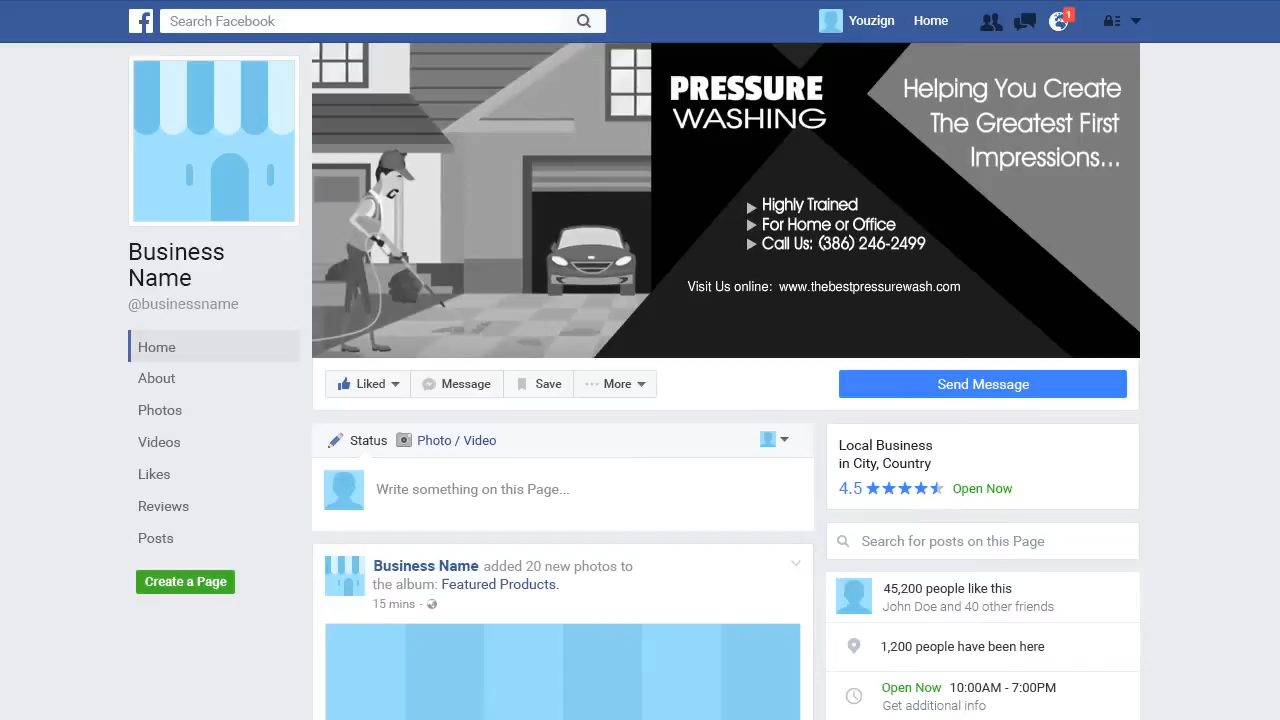 Search Facebook
Youzign
Home
1
PRESSURE
WASHING
Helping You Create
The Greatest First
Impressions...
Highly Trained
For Home or Office
Call Us: (386) 246-2499
Visit Us online: www.thebestpressurewash.com
Business
Name
@businessname
Home
About
Photos
Videos
Likes
Reviews
Posts
Create a Page
Liked
Message
Save
More
Send Message
Status
Photo / Video
Write something on this Page...
Business Name added 20 new photos to
the album: Featured Products.
15 mins ·
Local Business
in City, Country
4.5 Open Now
Search for posts on this Page
45,200 people like this
John Doe and 40 other friends
1,200 people have been here
Open Now 10:00AM - 7:00PM
Get additional info